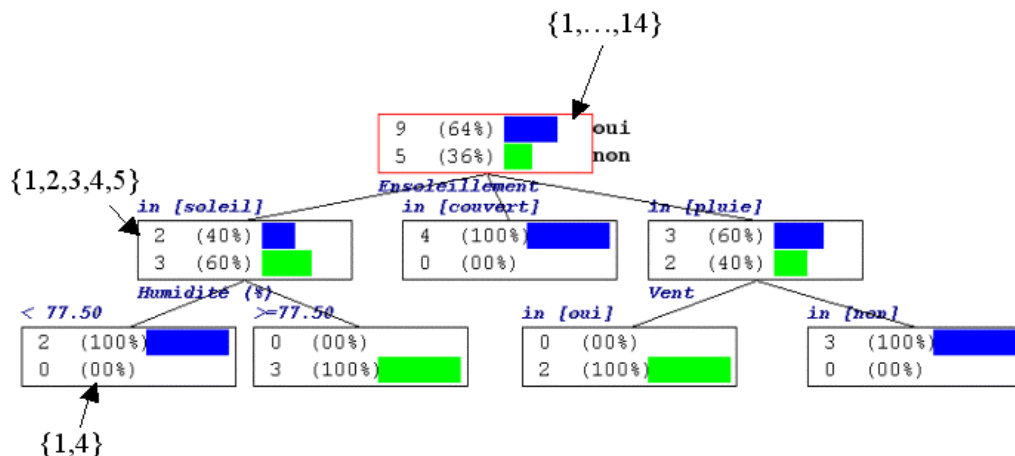 {1,...,14}
9 (64%) oui
5 (36%) non
{1,2,3,4,5}
Ensoleillement
in [soleil] in [couvert] in [pluie]
2 (40%) 4 (100%) 3 (60%)
3 (60%) 0 (00%) 2 (40%)
Humidité (%) Vent
< 77.50 >=77.50 in [oui] in [non]
2 (100%) 0 (00%) 0 (00%) 3 (100%)
0 (00%) 3 (100%) 2 (100%) 0 (00%)
{1,4}